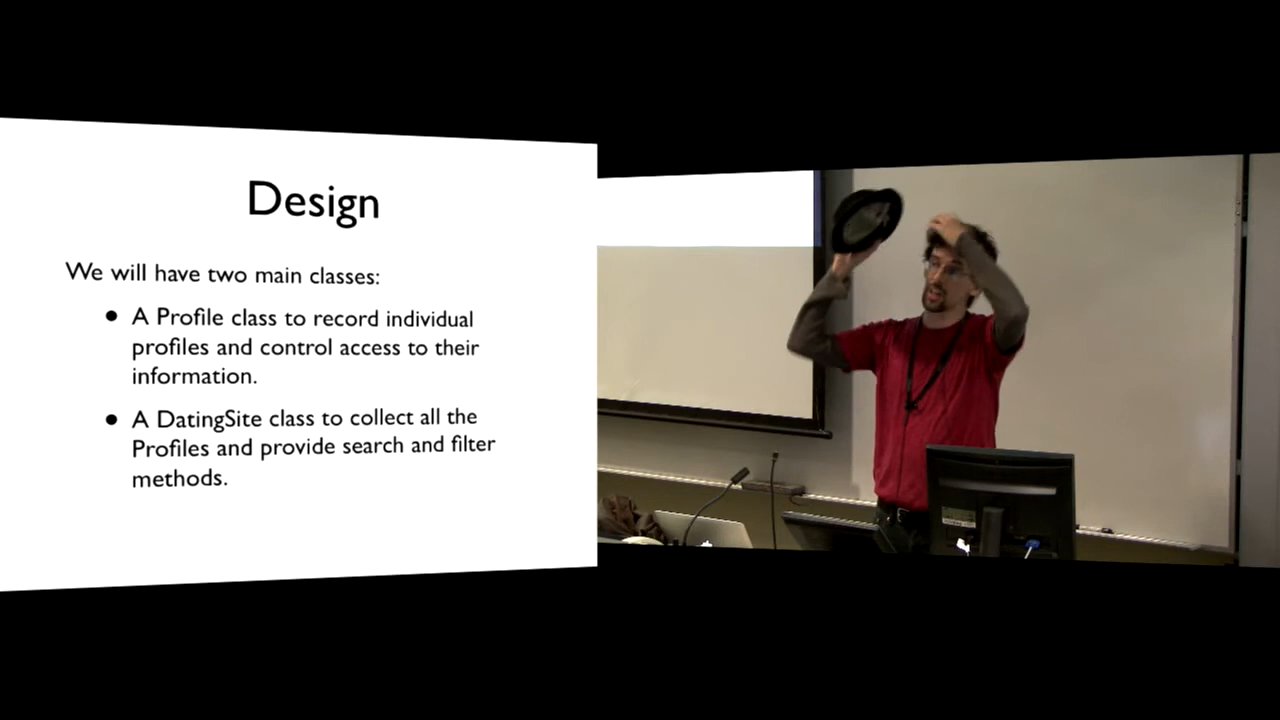 Design
We will have two main classes:
• A Profile class to record individual
profiles and control access to their
information.
• A DatingSite class to collect all the
Profiles and provide search and filter
methods.